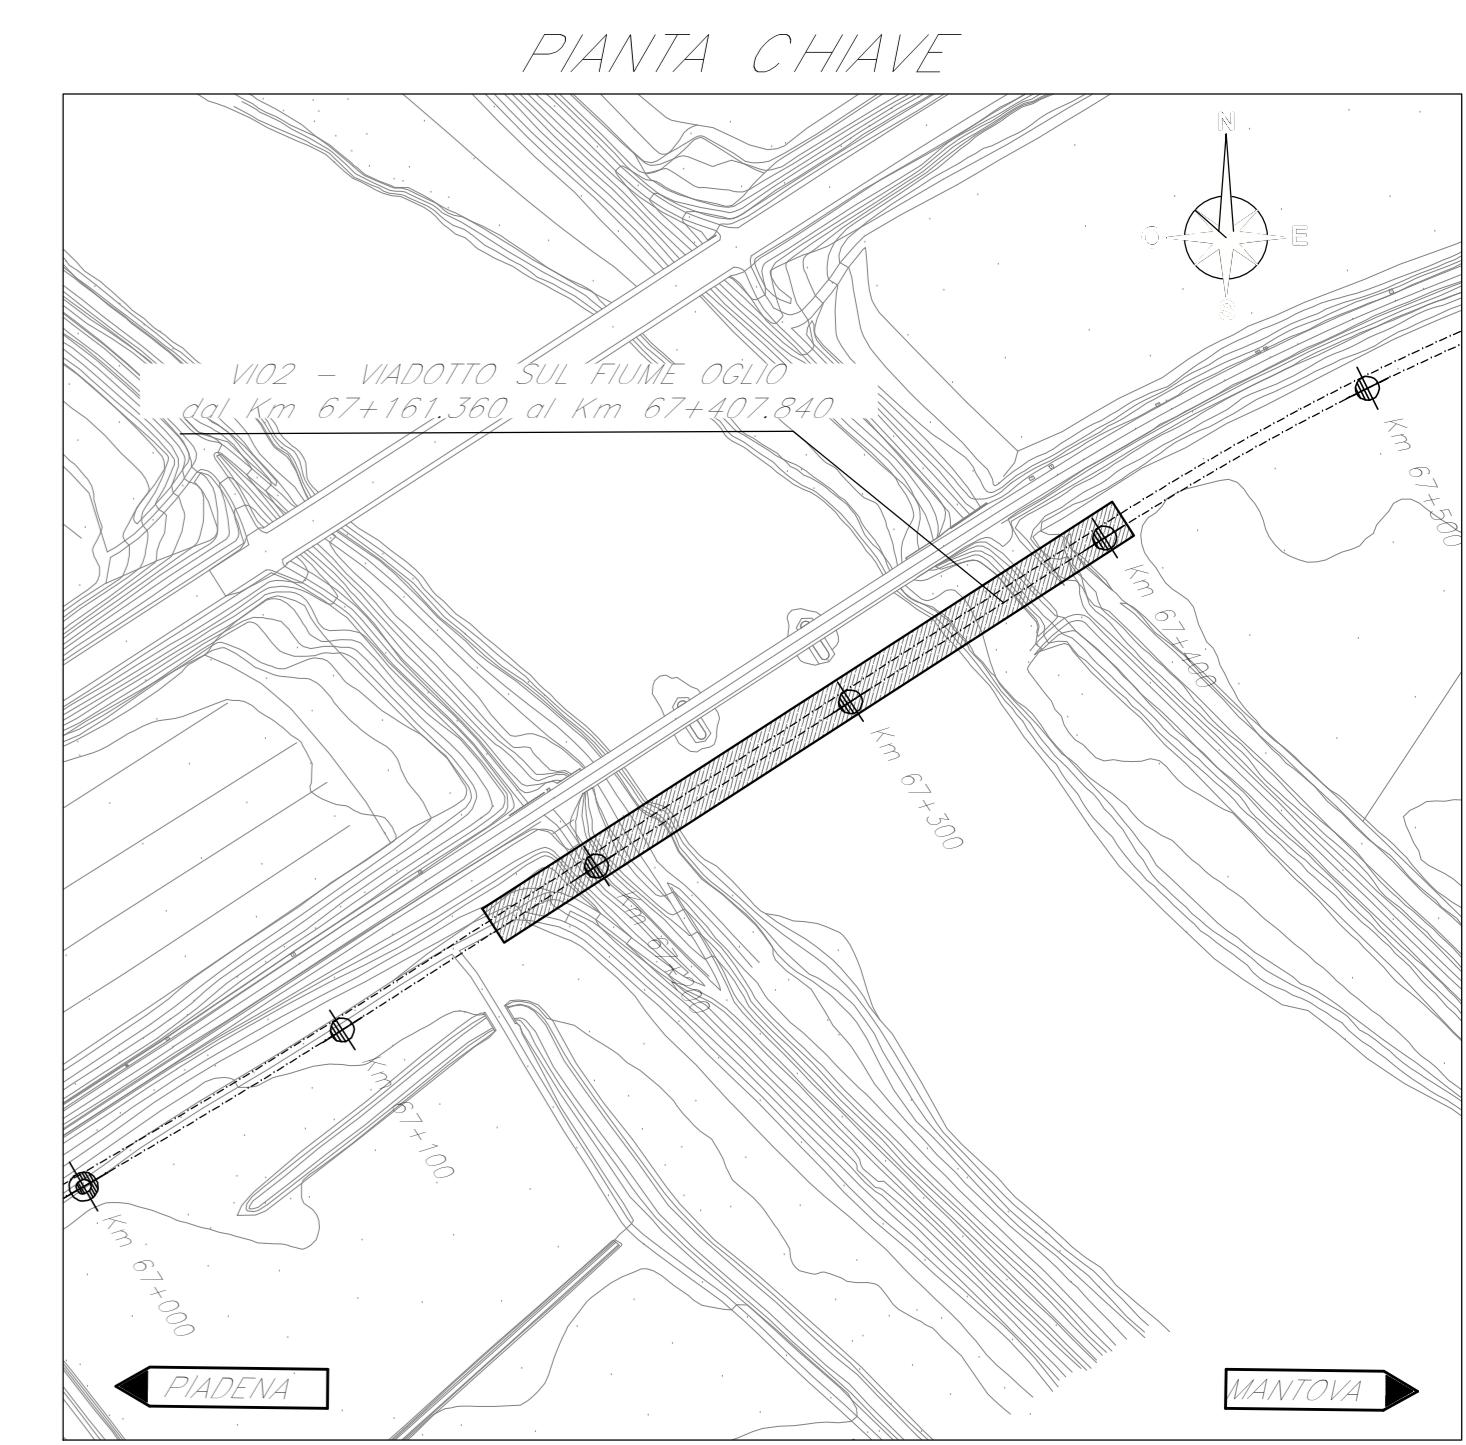 PIANTA CHIAVE
N
O
E
S
VI02 - VIADOTTO SUL FIUME OGLIO
dal Km 67+161.360 al Km 67+407.840
Km 67+500
Km 67+400
Km 67+300
Km 67+200
Km 67+100
Km 67+000
PIADENA
MANTOVA